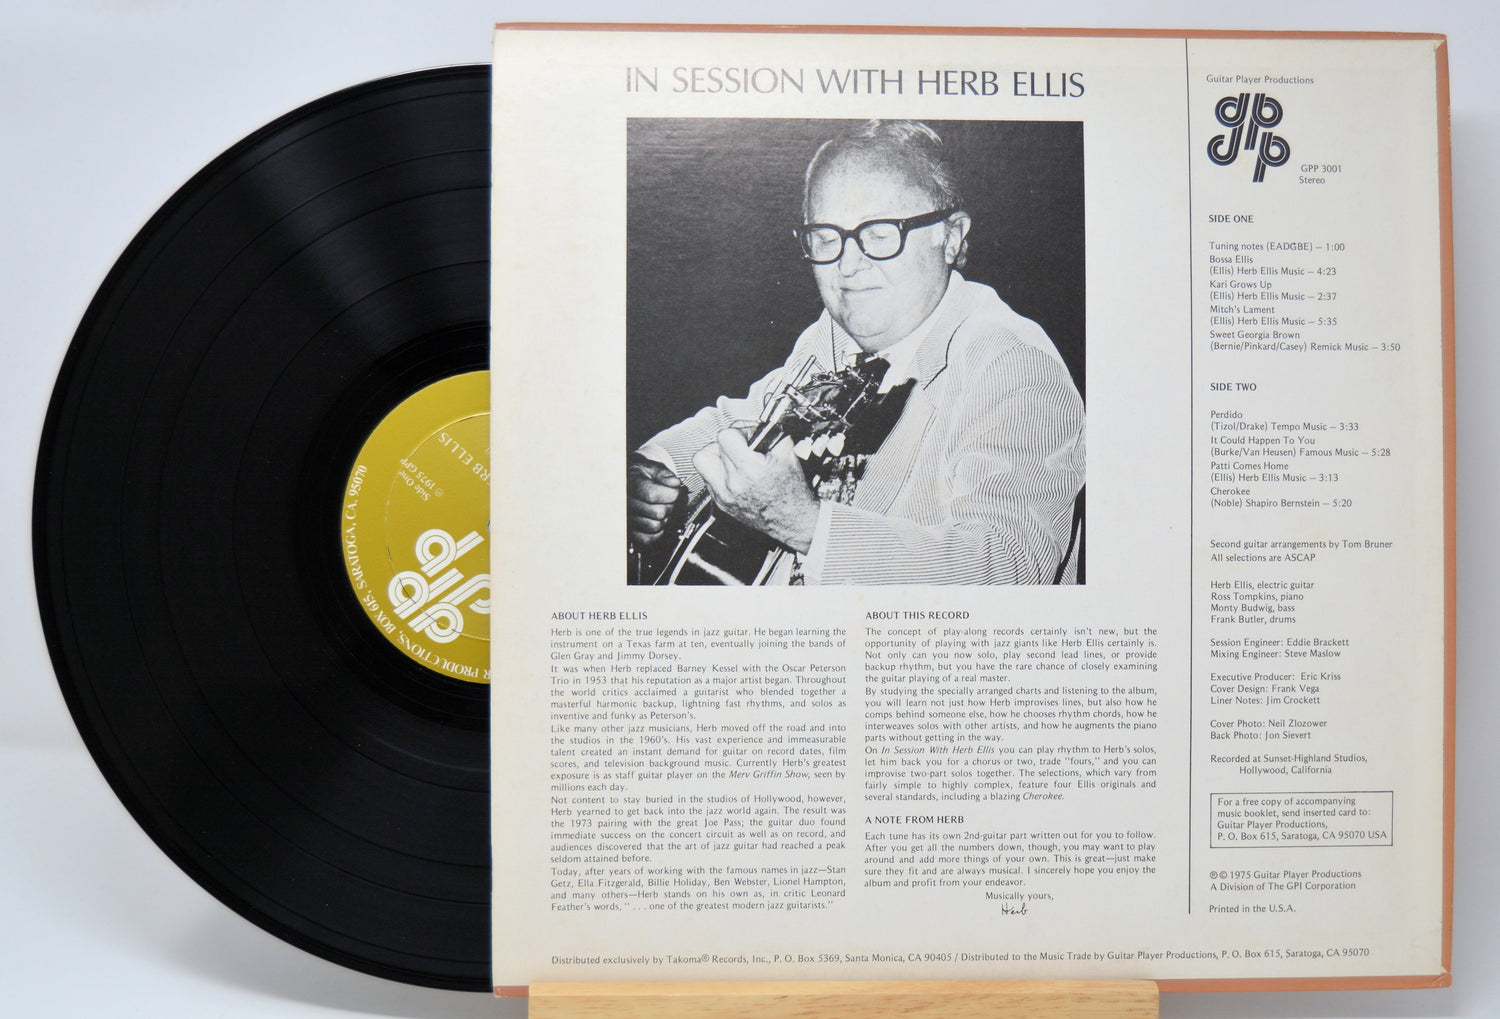 IN SESSION WITH HERB ELLIS
ABOUT HERB ELLIS
Herb is one of the true legends in jazz guitar. He began learning the
instrument on a Texas farm at ten, eventually joining the bands of
Glen Gray and Jimmy Dorsey.
It was when Herb replaced Barney Kessel with the Oscar Peterson
Trio in 1953 that his reputation as a major artist began. Throughout
the world critics acclaimed a guitarist who blended together a
masterful harmonic backup, lightning fast rhythms, and solos as
inventive and funky as Peterson's.
Like many other jazz musicians, Herb moved off the road and into
the studios in the 1960's. His vast experience and immeasurable
talent created an instant demand for guitar on record dates, film
scores, and television background music. Currently Herb's greatest
exposure is as staff guitar player on the Merv Griffin Show, seen by
millions each day.
Not content to stay buried in the studios of Hollywood, however,
Herb yearned to get back into the jazz world again. The result was
the 1973 pairing with the great Joe Pass; the guitar duo found
immediate success on the concert circuit as well as on record, and
audiences discovered that the art of jazz guitar had reached a peak
seldom attained before.
Today, after years of working with the famous names in jazz—Stan
Getz, Ella Fitzgerald, Billie Holiday, Ben Webster, Lionel Hampton,
and many others—Herb stands on his own as, in critic Leonard
Feather's words, " . . . one of the greatest modern jazz guitarists."
ABOUT THIS RECORD
The concept of play-along records certainly isn't new, but the
opportunity of playing with jazz giants like Herb Ellis certainly is.
Not only can you now solo, play second lead lines, or provide
backup rhythm, but you have the rare chance of closely examining
the guitar playing of a real master.
By studying the specially arranged charts and listening to the album,
you will learn not just how Herb improvises lines, but also how he
comps behind someone else, how he chooses rhythm chords, how he
interweaves solos with other artists, and how he augments the piano
parts without getting in the way.
On In Session With Herb Ellis you can play rhythm to Herb's solos,
let him back you for a chorus or two, trade "fours," and you can
improvise two-part solos together. The selections, which vary from
fairly simple to highly complex, feature four Ellis originals and
several standards, including a blazing Cherokee.
A NOTE FROM HERB
Each tune has its own 2nd-guitar part written out for you to follow.
After you get all the numbers down, though, you may want to play
around and add more things of your own. This is great—just make
sure they fit and are always musical. I sincerely hope you enjoy the
album and profit from your endeavor.
Musically yours,
Herb
Guitar Player Productions
gpp
GPP 3001
Stereo
SIDE ONE
Tuning notes (EADGBE) – 1:00
Bossa Ellis
(Ellis) Herb Ellis Music – 4:23
Kari Grows Up
(Ellis) Herb Ellis Music – 2:37
Mitch's Lament
(Ellis) Herb Ellis Music – 5:35
Sweet Georgia Brown
(Bernie/Pinkard/Casey) Remick Music – 3:50
SIDE TWO
Perdido
(Tizol/Drake) Tempo Music – 3:33
It Could Happen To You
(Burke/Van Heusen) Famous Music – 5:28
Patti Comes Home
(Ellis) Herb Ellis Music – 3:13
Cherokee
(Noble) Shapiro Bernstein – 5:20
Second guitar arrangements by Tom Bruner
All selections are ASCAP
Herb Ellis, electric guitar
Ross Tompkins, piano
Monty Budwig, bass
Frank Butler, drums
Session Engineer: Eddie Brackett
Mixing Engineer: Steve Maslow
Executive Producer: Eric Kriss
Cover Design: Frank Vega
Liner Notes: Jim Crockett
Cover Photo: Neil Zlozower
Back Photo: Jon Sievert
Recorded at Sunset-Highland Studios,
Hollywood, California
For a free copy of accompanying
music booklet, send inserted card to:
Guitar Player Productions,
P. O. Box 615, Saratoga, CA 95070 USA
℗© 1975 Guitar Player Productions
A Division of The GPI Corporation
Printed in the U.S.A.
Distributed exclusively by Takoma® Records, Inc., P. O. Box 5369, Santa Monica, CA 90405 / Distributed to the Music Trade by Guitar Player Productions, P. O. Box 615, Saratoga, CA 95070
ELLIS
Side One
℗ 1975 GPP
PRODUCTIONS, BOX 615, SARATOGA, CA. 95070